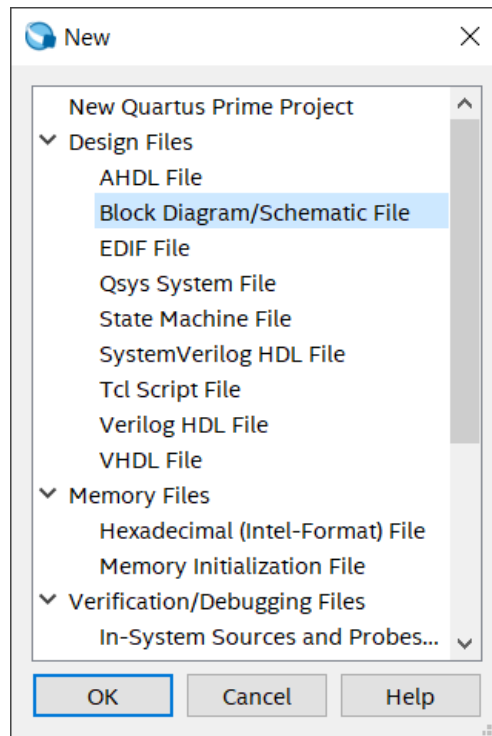 New
New Quartus Prime Project
Design Files
AHDL File
Block Diagram/Schematic File
EDIF File
Qsys System File
State Machine File
SystemVerilog HDL File
Tcl Script File
Verilog HDL File
VHDL File
Memory Files
Hexadecimal (Intel-Format) File
Memory Initialization File
Verification/Debugging Files
In-System Sources and Probes...
OK Cancel Help